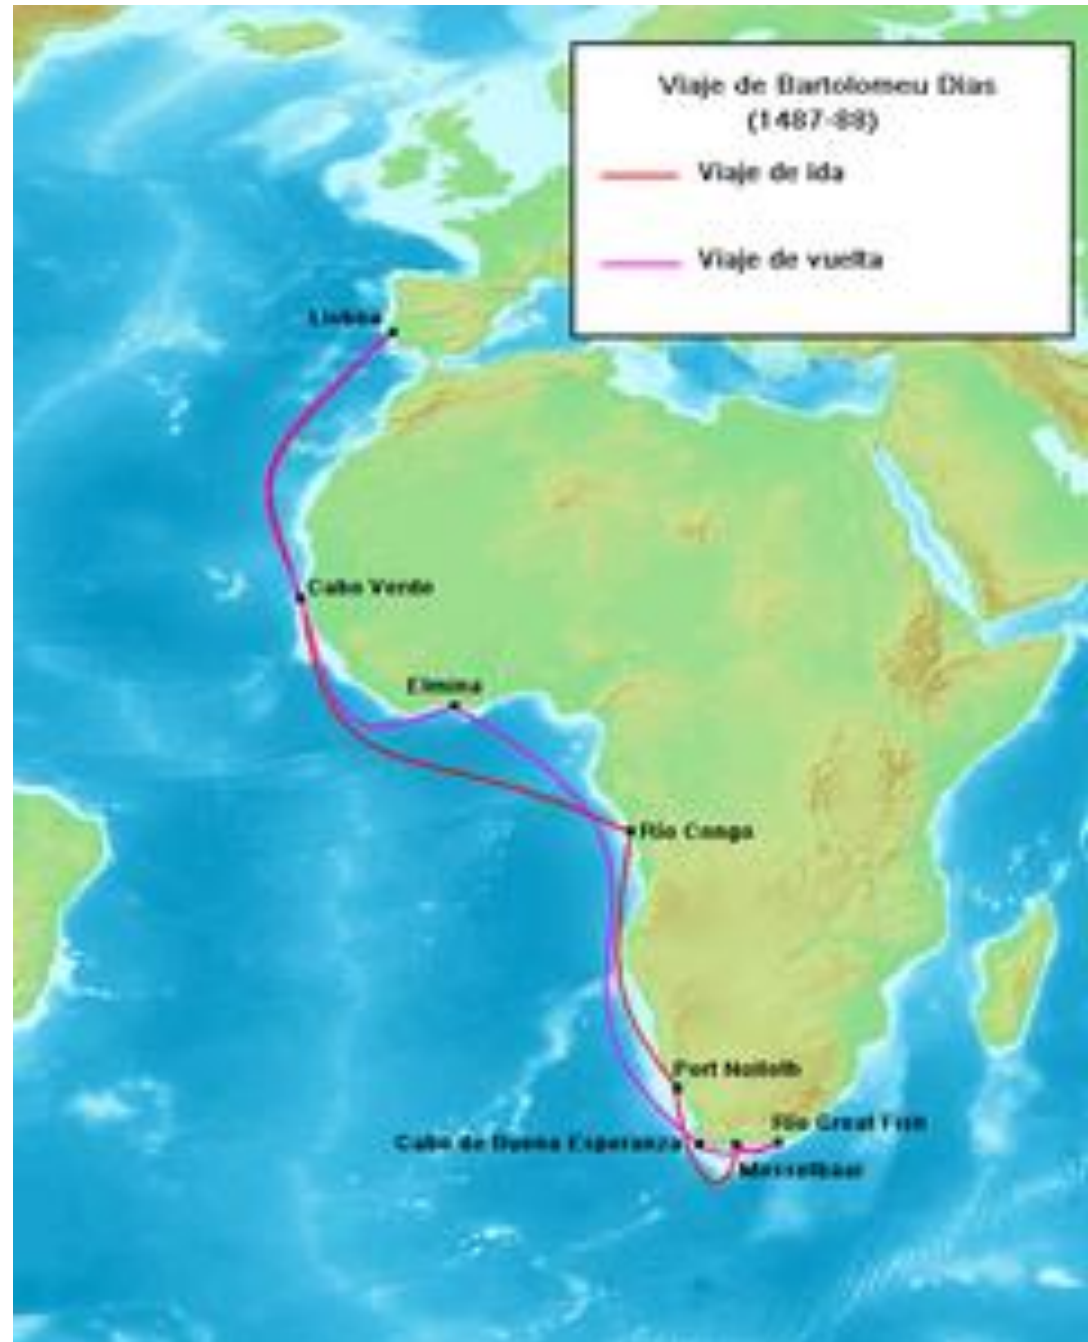 Viaje de Bartolomeu Dias
(1487-88)
Viaje de ida
Viaje de vuelta
Lisboa
Cabo Verde
Elmina
Río Congo
Port Nolloth
Cabo de Buena Esperanza
Río Great Fish
Mosselbaai